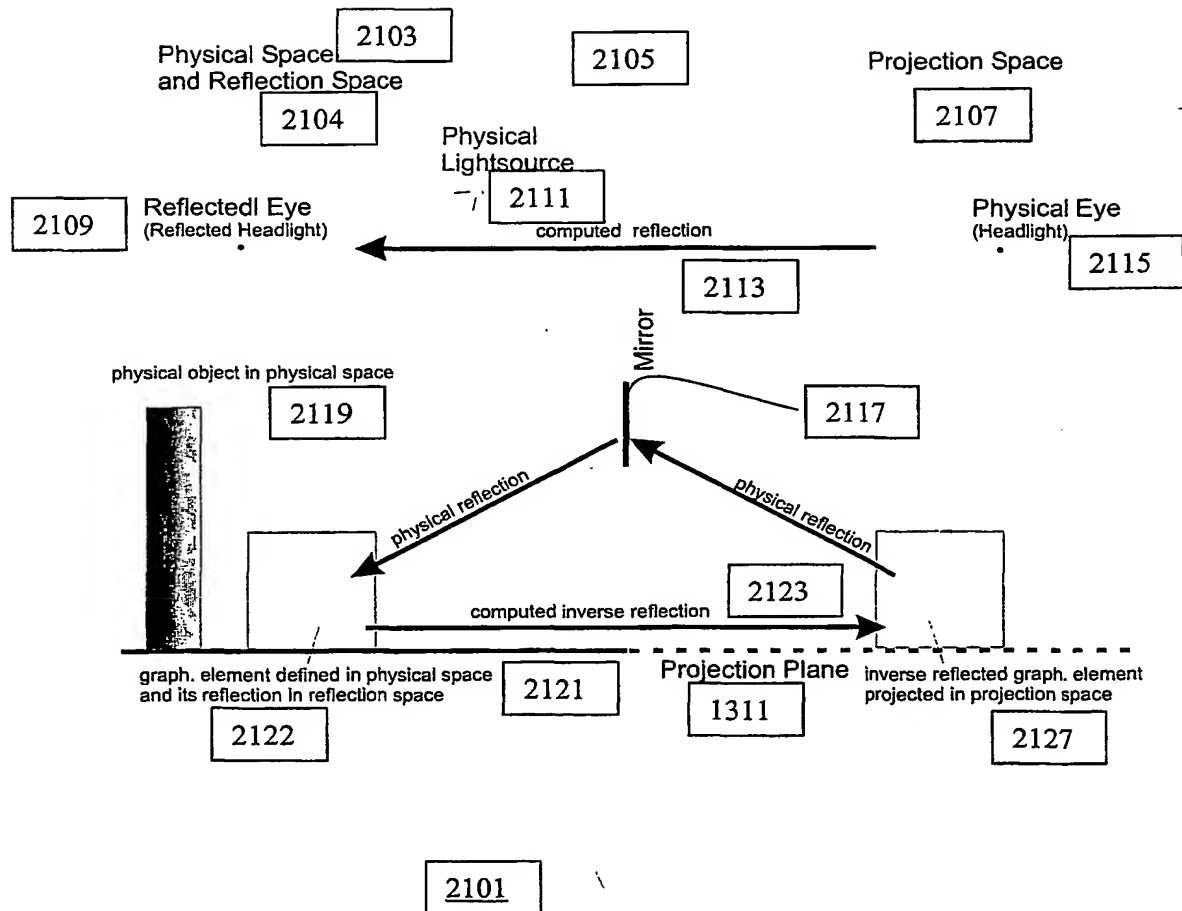 2103
Physical Space
and Reflection Space
2104
2105
Projection Space
2107
Physical
Lightsource
2111
2109
Reflectedl Eye
(Reflected Headlight)
computed reflection
2113
Physical Eye
(Headlight)
2115
Mirror
2117
physical object in physical space
2119
physical reflection
physical reflection
2123
computed inverse reflection
graph. element defined in physical space
and its reflection in reflection space
2122
2121
Projection Plane
1311
inverse reflected graph. element
projected in projection space
2127
2101